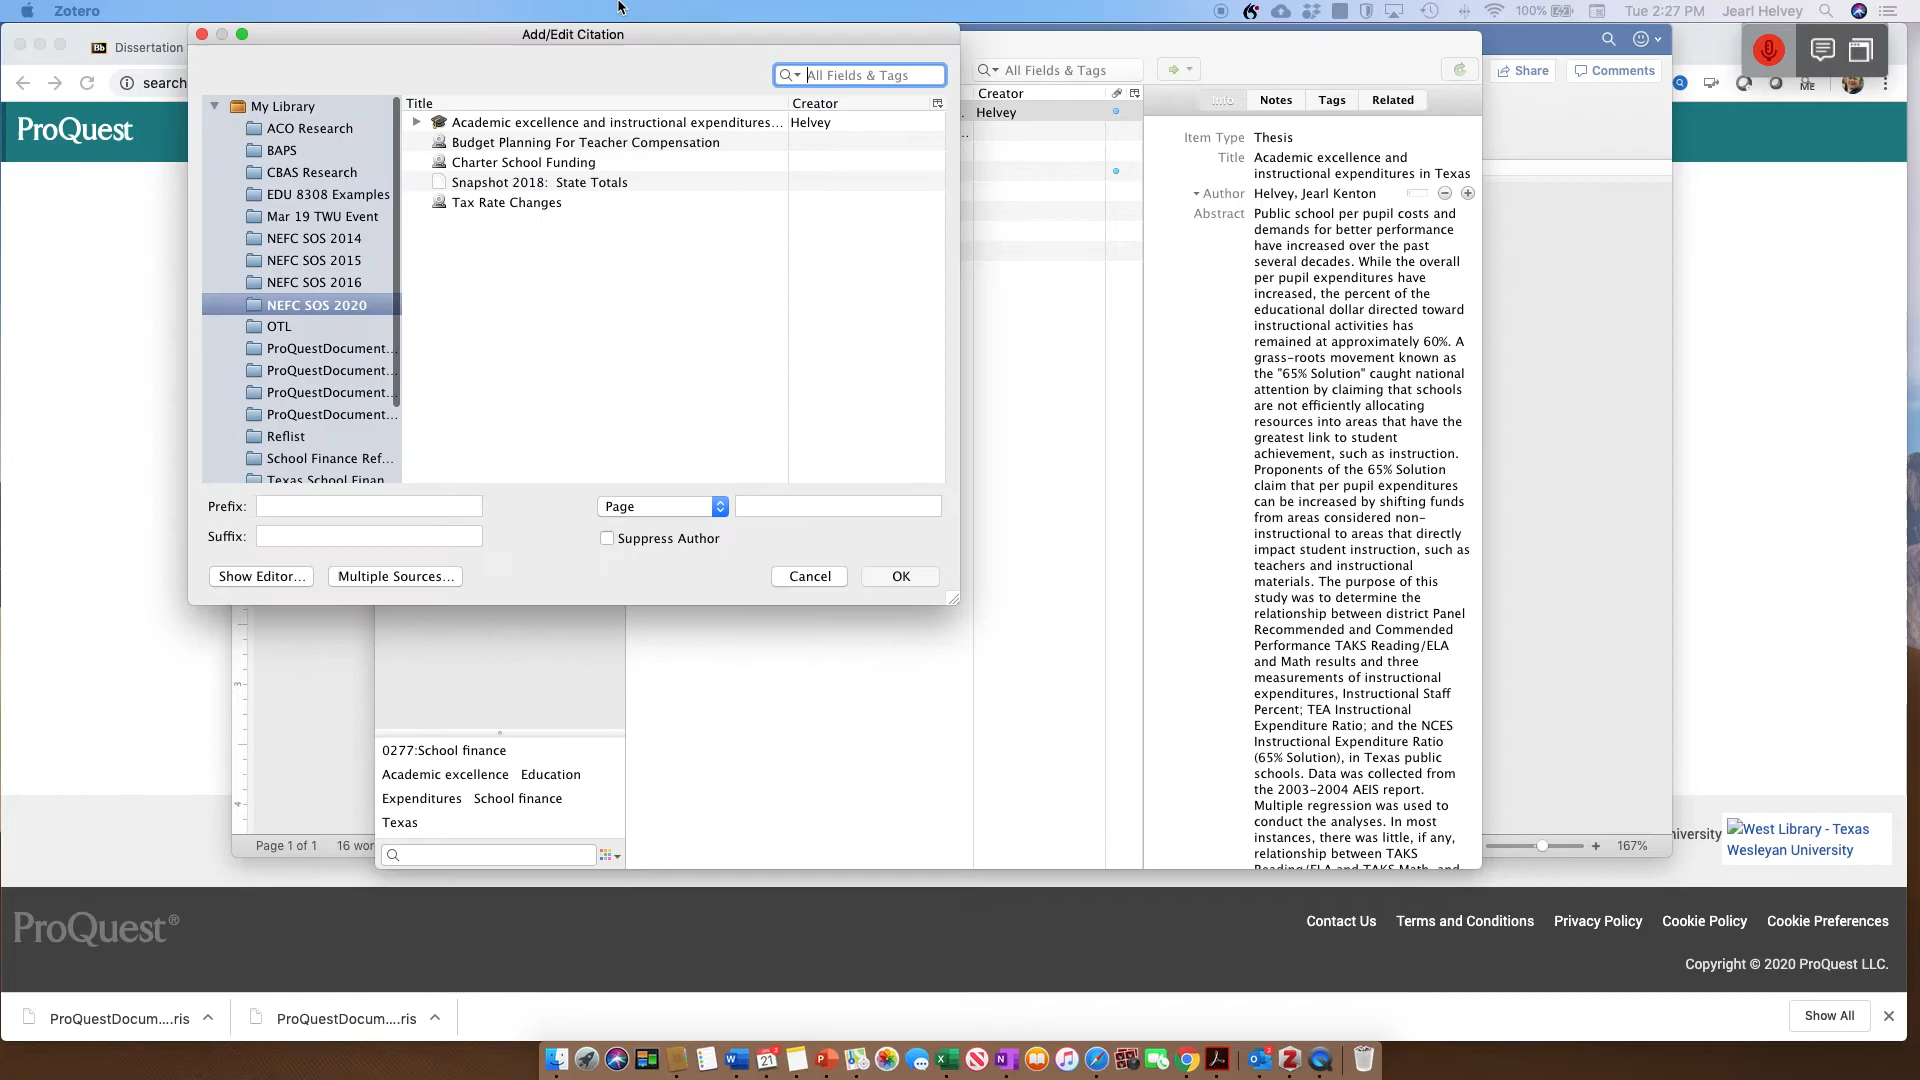 Zotero
100%
Tue 2:27 PM
Jearl Helvey
Add/Edit Citation
Bb
Dissertation
search
ProQuest
All Fields & Tags
All Fields & Tags
Share
Comments
ME
Title
Creator
My Library
ACO Research
BAPS
CBAS Research
EDU 8308 Examples
Mar 19 TWU Event
NEFC SOS 2014
NEFC SOS 2015
NEFC SOS 2016
NEFC SOS 2020
OTL
ProQuestDocument...
ProQuestDocument...
ProQuestDocument...
ProQuestDocument...
Reflist
School Finance Ref...
Texas School Finan
Academic excellence and instructional expenditures...
Helvey
Budget Planning For Teacher Compensation
Charter School Funding
Snapshot 2018: State Totals
Tax Rate Changes
Prefix:
Suffix:
Page
Suppress Author
Show Editor...
Multiple Sources...
Cancel
OK
Creator
Helvey
Info
Notes
Tags
Related
Item Type Thesis
Title Academic excellence and
instructional expenditures in Texas
Author Helvey, Jearl Kenton
Abstract Public school per pupil costs and
demands for better performance
have increased over the past
several decades. While the overall
per pupil expenditures have
increased, the percent of the
educational dollar directed toward
instructional activities has
remained at approximately 60%. A
grass-roots movement known as
the "65% Solution" caught national
attention by claiming that schools
are not efficiently allocating
resources into areas that have the
greatest link to student
achievement, such as instruction.
Proponents of the 65% Solution
claim that per pupil expenditures
can be increased by shifting funds
from areas considered non-
instructional to areas that directly
impact student instruction, such as
teachers and instructional
materials. The purpose of this
study was to determine the
relationship between district Panel
Recommended and Commended
Performance TAKS Reading/ELA
and Math results and three
measurements of instructional
expenditures, Instructional Staff
Percent; TEA Instructional
Expenditure Ratio; and the NCES
Instructional Expenditure Ratio
(65% Solution), in Texas public
schools. Data was collected from
the 2003-2004 AEIS report.
Multiple regression was used to
conduct the analyses. In most
instances, there was little, if any,
relationship between TAKS
Reading/ELA and TAKS Math, and
3
4
0277:School finance
Academic excellence Education
Expenditures School finance
Texas
Page 1 of 1
16 wor
167%
niversity
West Library - Texas
Wesleyan University
ProQuest®
Contact Us
Terms and Conditions
Privacy Policy
Cookie Policy
Cookie Preferences
Copyright © 2020 ProQuest LLC.
ProQuestDocum....ris
ProQuestDocum....ris
Show All
21